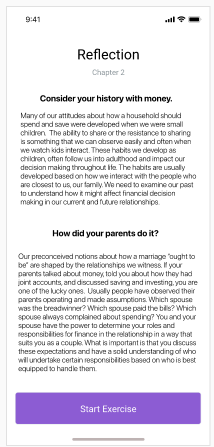 9:41
Reflection
Chapter 2
Consider your history with money.
Many of our attitudes about how a household should
spend and save were developed when we were small
children. The ability to share or the resistance to sharing
is something that we can observe easily and often when
we watch kids interact. These habits we develop as
children, often follow us into adulthood and impact our
decision making throughout life. The habits are usually
developed based on how we interact with the people who
are closest to us, our family. We need to examine our past
to understand how it might affect financial decision
making in our current and future relationships.
How did your parents do it?
Our preconceived notions about how a marriage "ought to
be" are shaped by the relationships we witness. If your
parents talked about money, told you about how they had
joint accounts, and discussed saving and investing, you are
one of the lucky ones. Usually people have observed their
parents operating and made assumptions. Which spouse
was the breadwinner? Which spouse paid the bills? Which
spouse always complained about spending? You and your
spouse have the power to determine your roles and
responsibilities for finance in the relationship in a way that
suits you as a couple. What is important is that you discuss
these expectations and have a solid understanding of who
will undertake certain responsibilities based on who is best
equipped to handle them.
Start Exercise